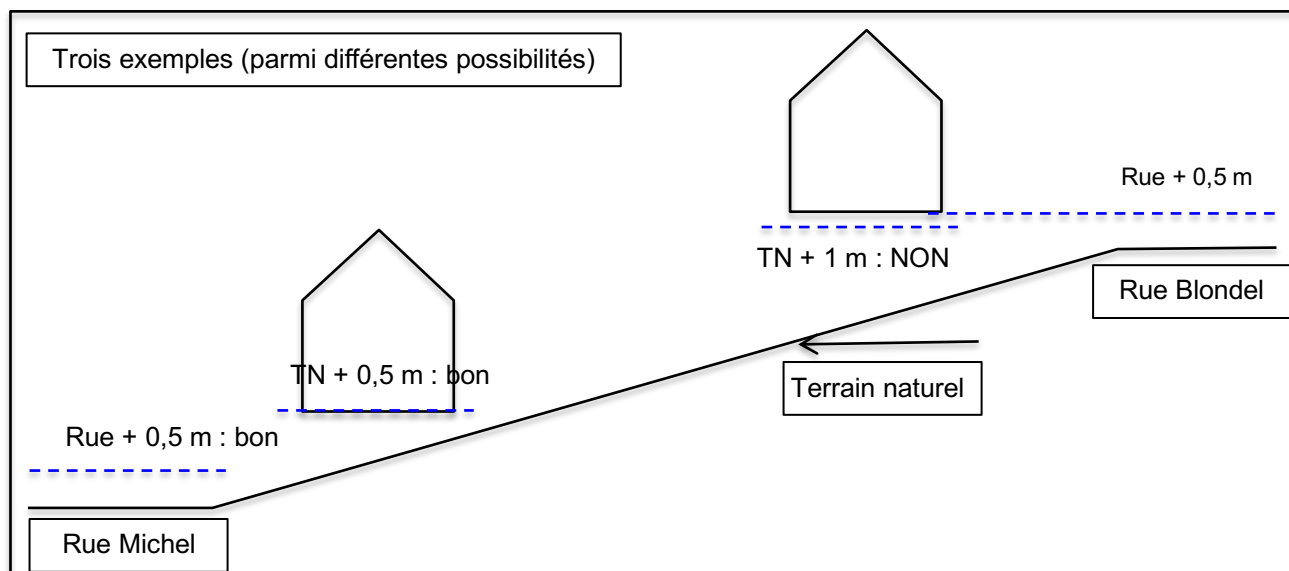 Trois exemples (parmi différentes possibilités)
Rue + 0,5 m
TN + 1 m : NON
Rue Blondel
TN + 0,5 m : bon
Terrain naturel
Rue + 0,5 m : bon
Rue Michel